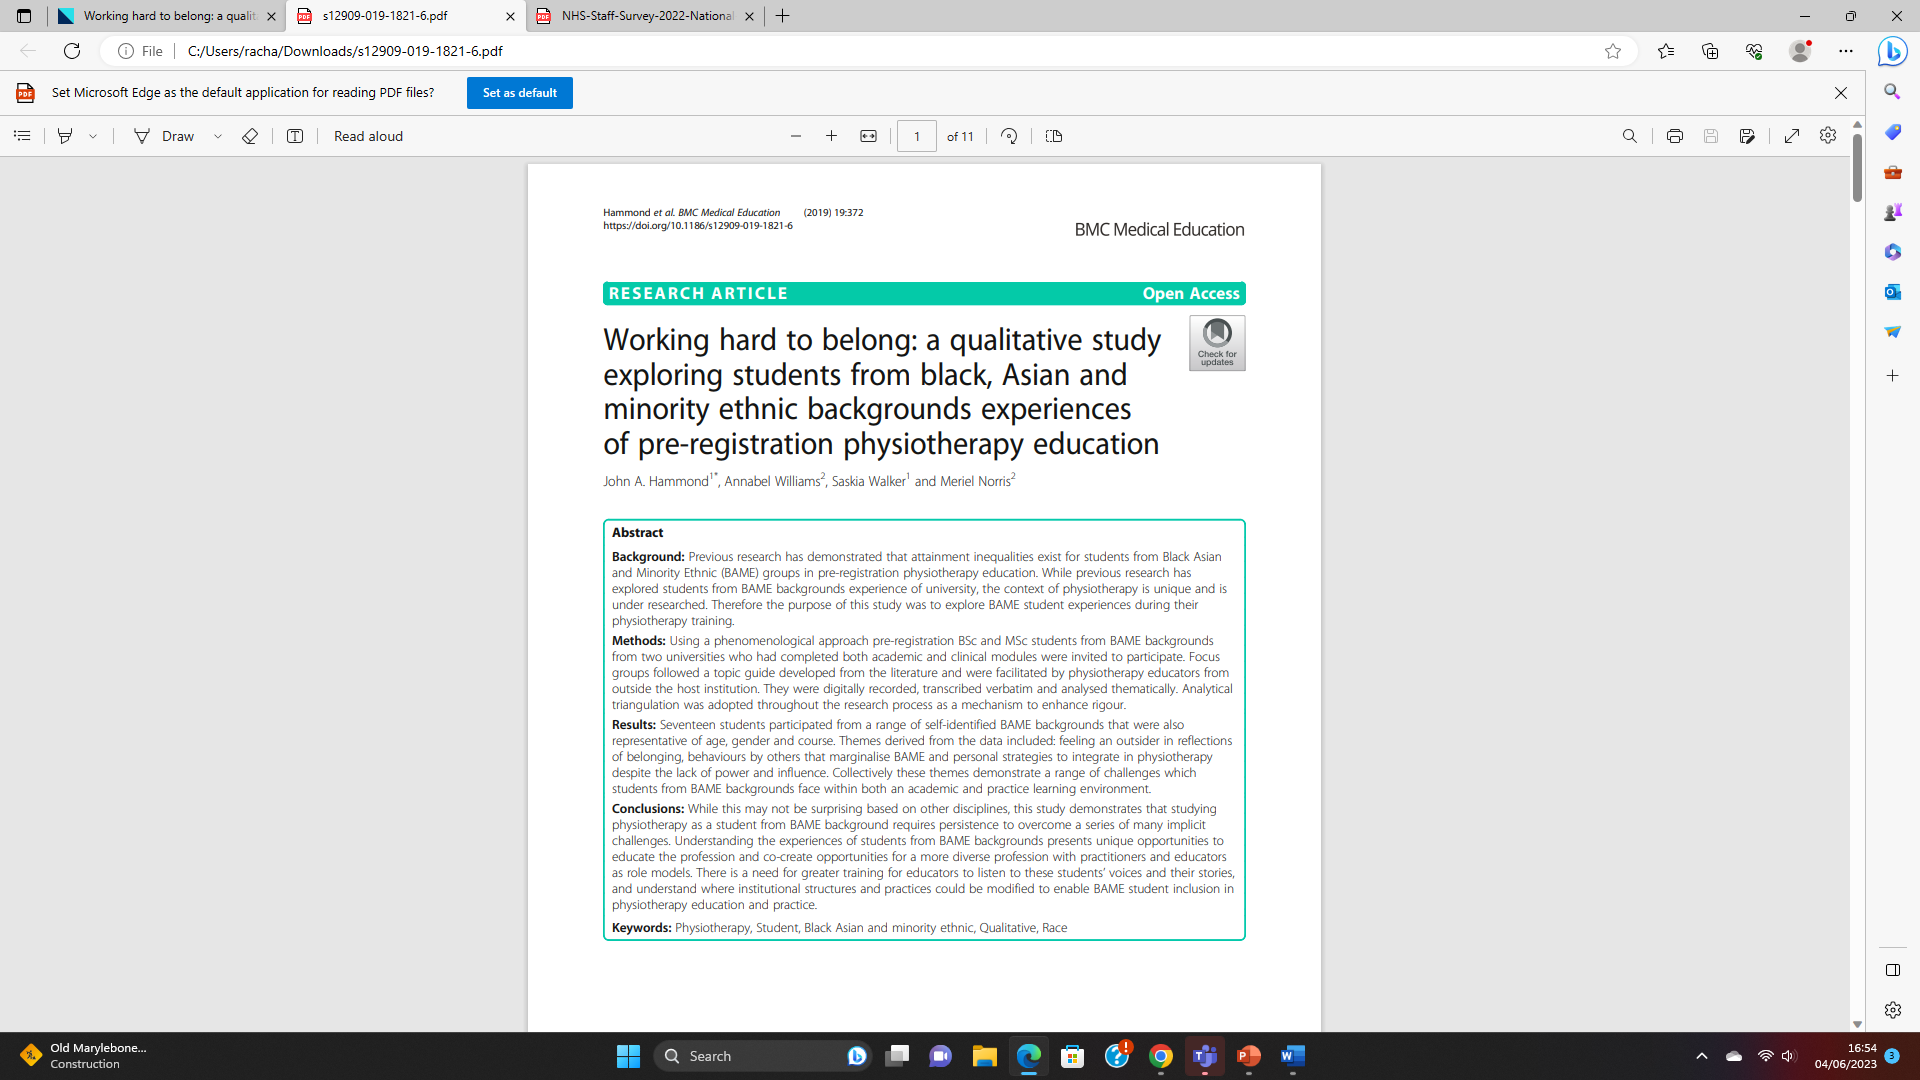 Working hard to belong: a qualit
s12909-019-1821-6.pdf
NHS-Staff-Survey-2022-National
File
C:/Users/racha/Downloads/s12909-019-1821-6.pdf
PDF
Set Microsoft Edge as the default application for reading PDF files?
Set as default
Draw
Read aloud
1
of 11
Hammond et al. BMC Medical Education (2019) 19:372
https://doi.org/10.1186/s12909-019-1821-6
BMC Medical Education
RESEARCH ARTICLE
Open Access
Working hard to belong: a qualitative study
exploring students from black, Asian and
minority ethnic backgrounds experiences
of pre-registration physiotherapy education
Check for
updates
John A. Hammond1*, Annabel Williams2, Saskia Walker1 and Meriel Norris2
Abstract
Background: Previous research has demonstrated that attainment inequalities exist for students from Black Asian
and Minority Ethnic (BAME) groups in pre-registration physiotherapy education. While previous research has
explored students from BAME backgrounds experience of university, the context of physiotherapy is unique and is
under researched. Therefore the purpose of this study was to explore BAME student experiences during their
physiotherapy training.
Methods: Using a phenomenological approach pre-registration BSc and MSc students from BAME backgrounds
from two universities who had completed both academic and clinical modules were invited to participate. Focus
groups followed a topic guide developed from the literature and were facilitated by physiotherapy educators from
outside the host institution. They were digitally recorded, transcribed verbatim and analysed thematically. Analytical
triangulation was adopted throughout the research process as a mechanism to enhance rigour.
Results: Seventeen students participated from a range of self-identified BAME backgrounds that were also
representative of age, gender and course. Themes derived from the data included: feeling an outsider in reflections
of belonging, behaviours by others that marginalise BAME and personal strategies to integrate in physiotherapy
despite the lack of power and influence. Collectively these themes demonstrate a range of challenges which
students from BAME backgrounds face within both an academic and practice learning environment.
Conclusions: While this may not be surprising based on other disciplines, this study demonstrates that studying
physiotherapy as a student from BAME background requires persistence to overcome a series of many implicit
challenges. Understanding the experiences of students from BAME backgrounds presents unique opportunities to
educate the profession and co-create opportunities for a more diverse profession with practitioners and educators
as role models. There is a need for greater training for educators to listen to these students' voices and their stories,
and understand where institutional structures and practices could be modified to enable BAME student inclusion in
physiotherapy education and practice.
Keywords: Physiotherapy, Student, Black Asian and minority ethnic, Qualitative, Race
Old Marylebone...
Construction
Search
16:54
04/06/2023
3